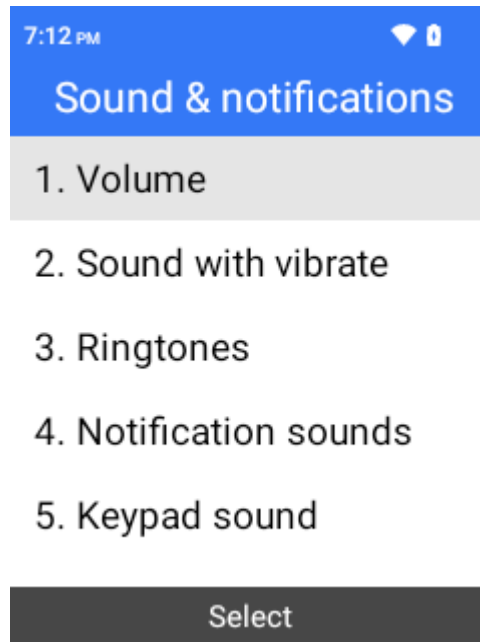 7:12 PM
Sound & notifications
1. Volume
2. Sound with vibrate
3. Ringtones
4. Notification sounds
5. Keypad sound
Select